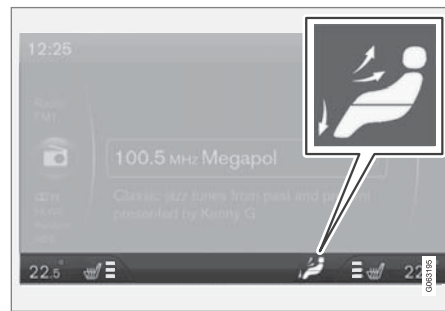 12:25
Radio
FM1
100.5 MHz Megapol
Classic jazz tunes from past and present
presented by Kenny G
22.5° 22
G063195